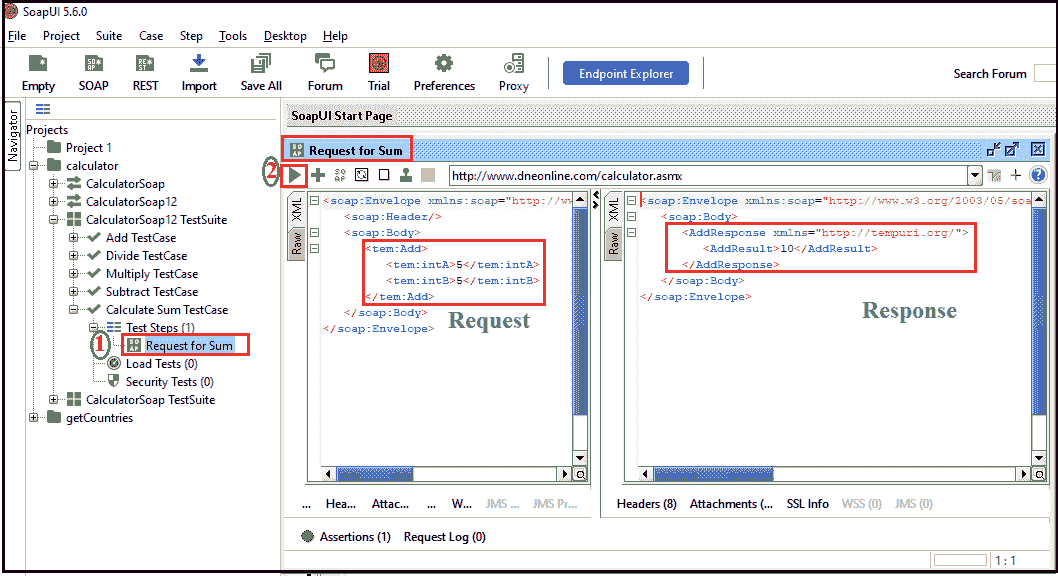 SoapUI 5.6.0
File Project Suite Case Step Tools Desktop Help
Empty SOAP REST Import Save All Forum Trial Preferences Proxy Endpoint Explorer Search Forum
Navigator
Projects
Project 1
calculator
CalculatorSoap
CalculatorSoap12
CalculatorSoap12 TestSuite
Add TestCase
Divide TestCase
Multiply TestCase
Subtract TestCase
Calculate Sum TestCase
Test Steps (1)
1 Request for Sum
Load Tests (0)
Security Tests (0)
CalculatorSoap TestSuite
getCountries
SoapUI Start Page
Request for Sum
2 http://www.dneonline.com/calculator.asmx
XML
Raw
<soap:Envelope xmlns:soap="http://ww
<soap:Header/>
<soap:Body>
<tem:Add>
<tem:intA>5</tem:intA>
<tem:intB>5</tem:intB>
</tem:Add>
</soap:Body>
</soap:Envelope>
Request
... Hea... Attac... ... W... JMS ... JMS Pr...
XML
Raw
<soap:Envelope xmlns:soap="http://www.w3.org/2003/05/soa
<soap:Body>
<AddResponse xmlns="http://tempuri.org/">
<AddResult>10</AddResult>
</AddResponse>
</soap:Body>
</soap:Envelope>
Response
Headers (8) Attachments (... SSL Info WSS (0) JMS (0)
Assertions (1) Request Log (0)
1 : 1